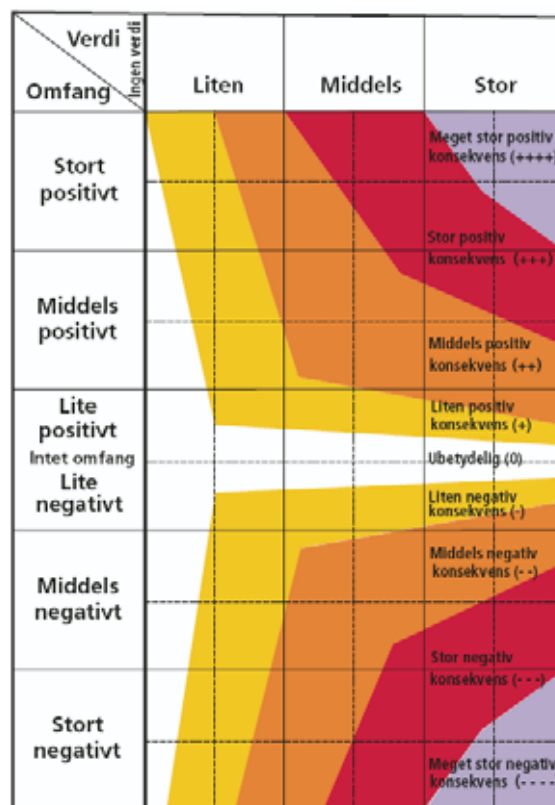 Verdi
Ingen verdi
Omfang
Liten
Middels
Stor
Stort
positivt
Meget stor positiv
konsekvens (++++)
Stor positiv
konsekvens (+++)
Middels
positivt
Middels positiv
konsekvens (++)
Lite
positivt
Liten positiv
konsekvens (+)
Intet omfang
Ubetydelig (0)
Lite
negativt
Liten negativ
konsekvens (-)
Middels
negativt
Middels negativ
konsekvens (- -)
Stor negativ
konsekvens (- - -)
Stort
negativt
Meget stor negativ
konsekvens (- - - -